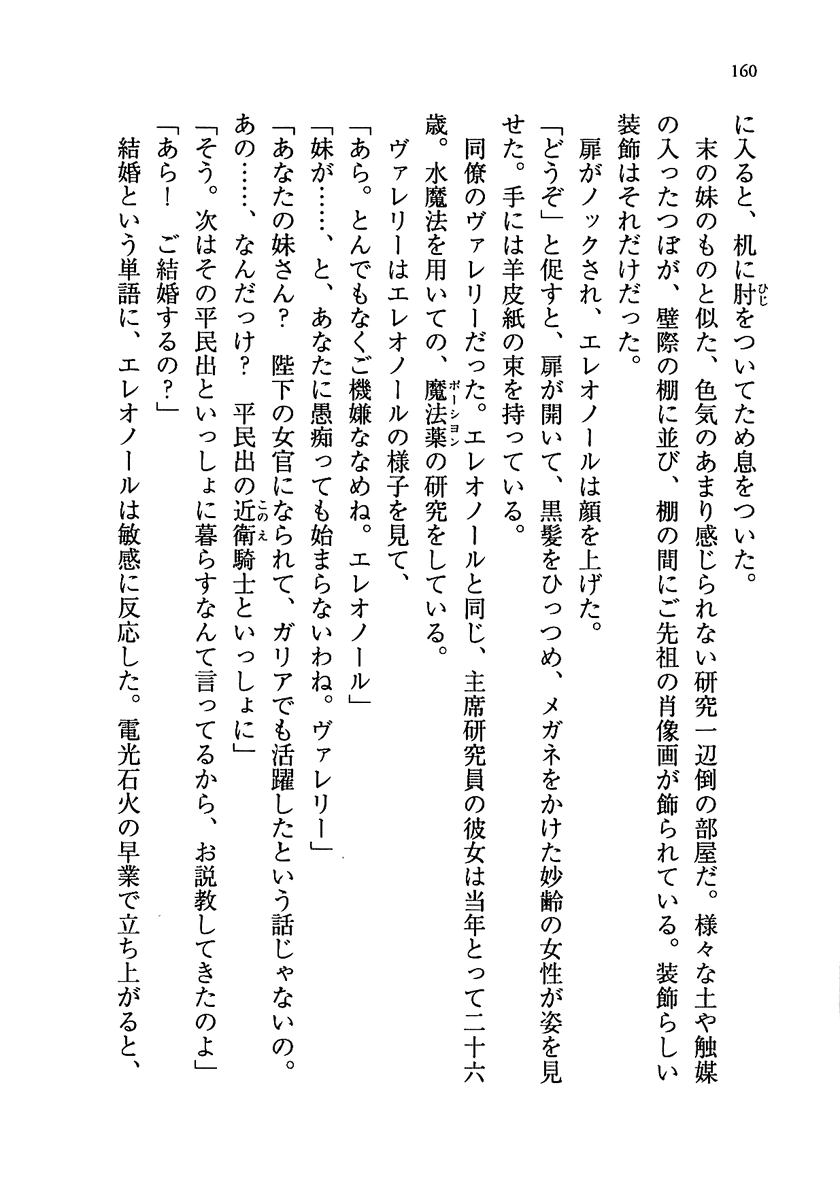 160
に入ると、机に肘をついてため息をついた。
末の妹のものと似た、色気のあまり感じられない研究一辺倒の部屋だ。様々な土や触媒
の入ったつぼが、壁際の棚に並び、棚の間にご先祖の肖像画が飾られている。装飾らしい
装飾はそれだけだった。
扉がノックされ、エレオノールは顔を上げた。
「どうぞ」と促すと、扉が開いて、黒髪をひっつめ、メガネをかけた妙齢の女性が姿を見
せた。手には羊皮紙の束を持っている。
同僚のヴァレリーだった。エレオノールと同じ、主席研究員の彼女は当年とって二十六
歳。水魔法を用いての、魔法薬の研究をしている。
ヴァレリーはエレオノールの様子を見て、
「あら。とんでもなくご機嫌ななめね。エレオノール」
「妹が……、と、あなたに愚痴っても始まらないわね。ヴァレリー」
「あなたの妹さん？　陛下の女官になられて、ガリアでも活躍したという話じゃないの。
あの……、なんだっけ？　平民出の近衛騎士といっしょに」
「そう。次はその平民出といっしょに暮らすなんて言ってるから、お説教してきたのよ」
「あら！　ご結婚するの？」
結婚という単語に、エレオノールは敏感に反応した。電光石火の早業で立ち上がると、